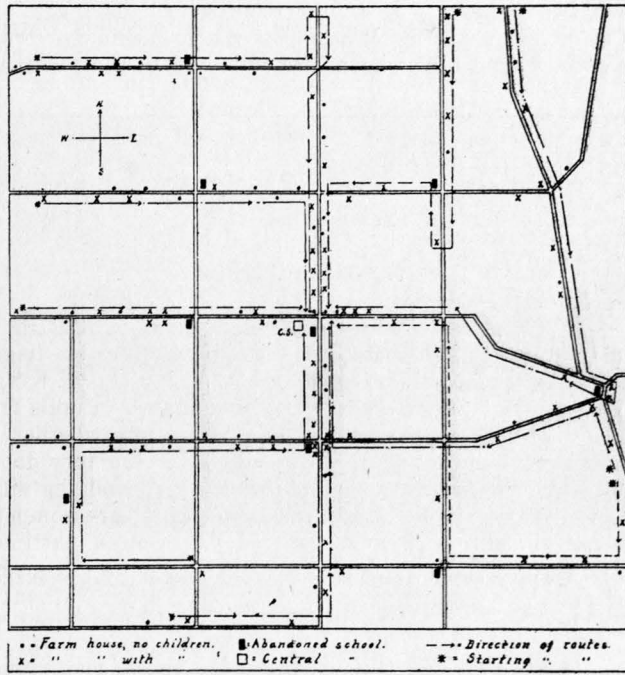 N
W E
S
C.S.
• = Farm house, no children. ■ = Abandoned school. —→ = Direction of routes.
x = " " with " □ = Central " * = Starting " "